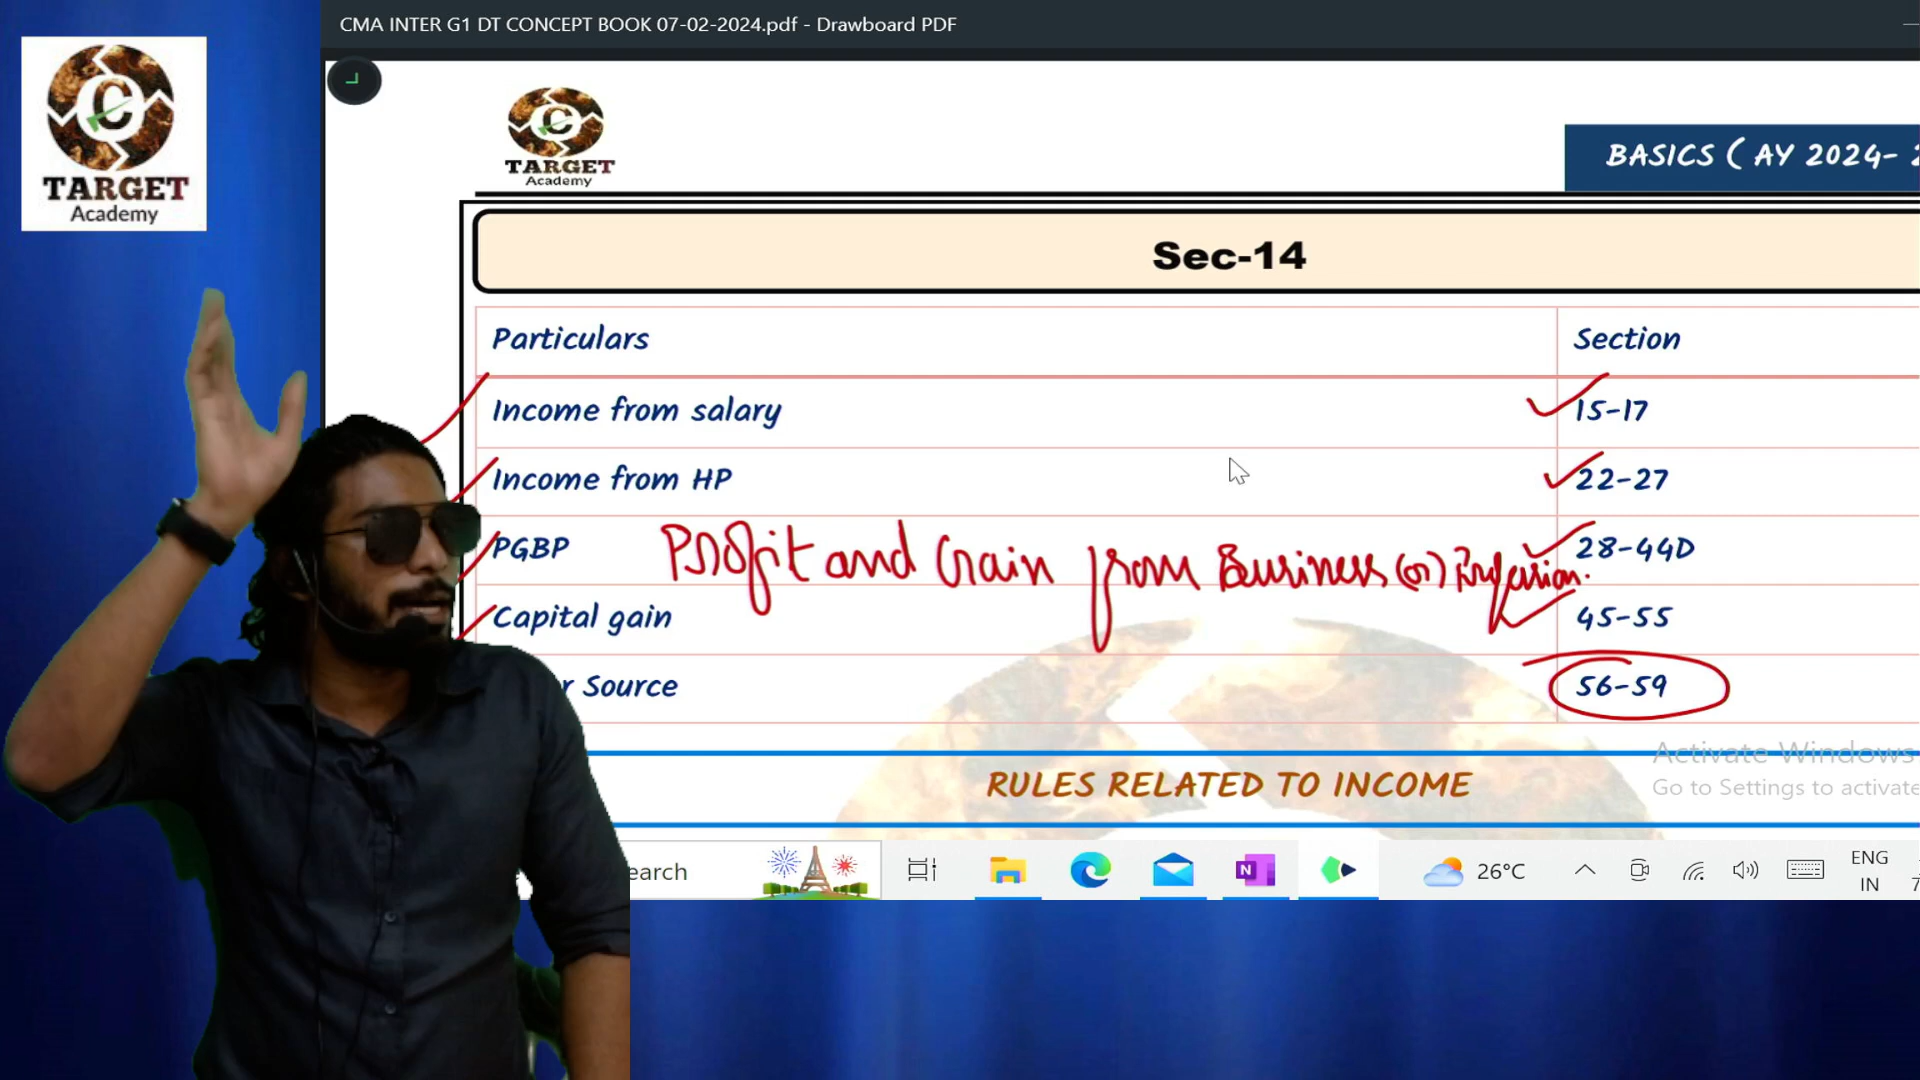 CMA INTER G1 DT CONCEPT BOOK 07-02-2024.pdf - Drawboard PDF
C
TARGET
Academy
C
TARGET
Academy
BASICS ( AY 2024-
Sec-14
Particulars Section
Income from salary 15-17
Income from HP 22-27
PGBP Profit and Gain from Business (or) Profession. 28-44D
Capital gain 45-55
r Source 56-59
Activate Windows
Go to Settings to activate
RULES RELATED TO INCOME
earch
N
26°C
ENG
IN
7